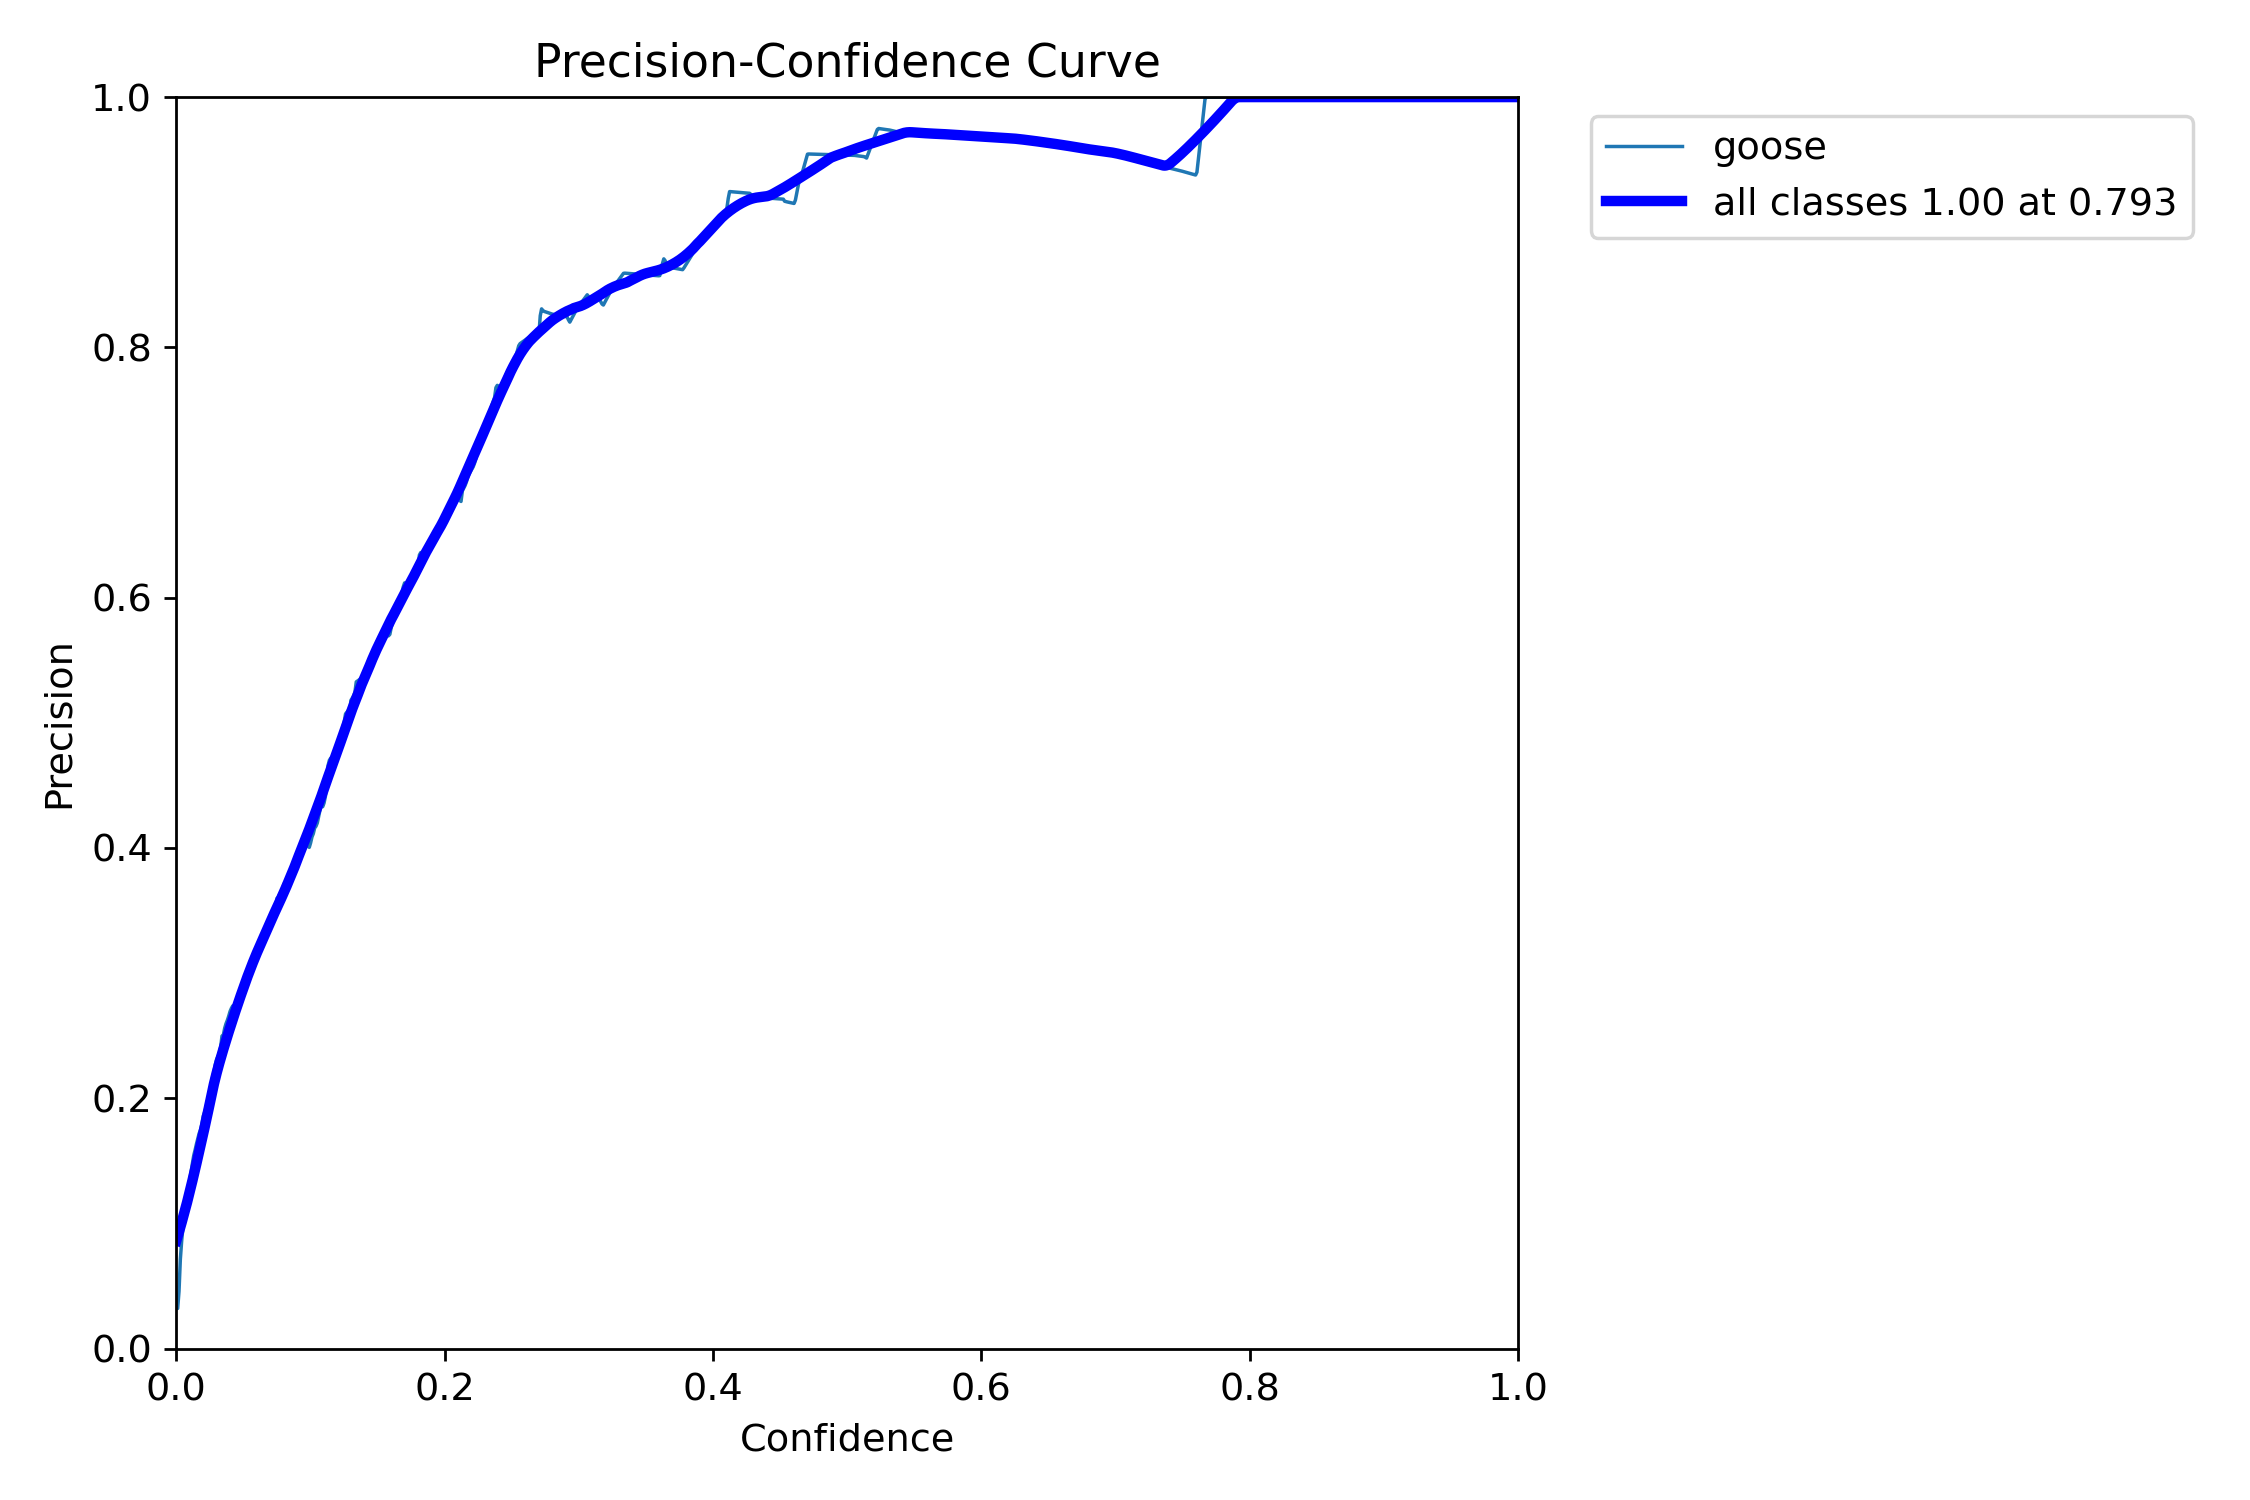 Precision-Confidence Curve
1.0
0.8
0.6
0.4
0.2
0.0
Precision
0.0 0.2 0.4 0.6 0.8 1.0
Confidence
goose
all classes 1.00 at 0.793